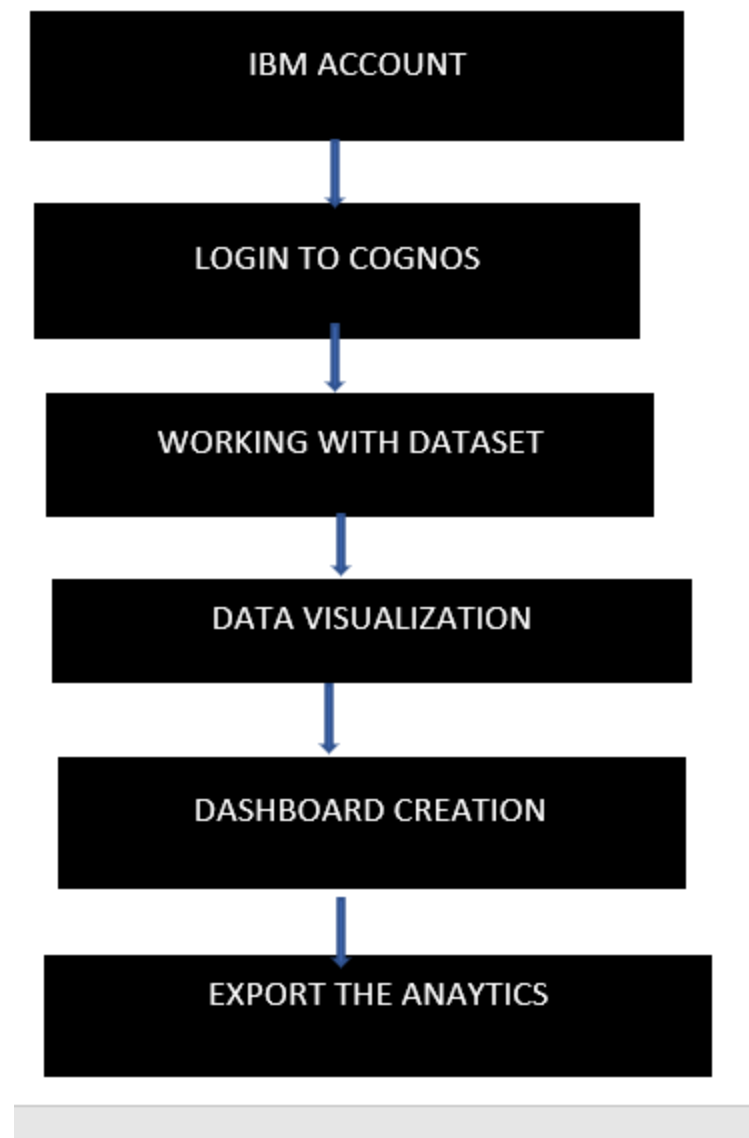 IBM ACCOUNT
LOGIN TO COGNOS
WORKING WITH DATASET
DATA VISUALIZATION
DASHBOARD CREATION
EXPORT THE ANAYTICS